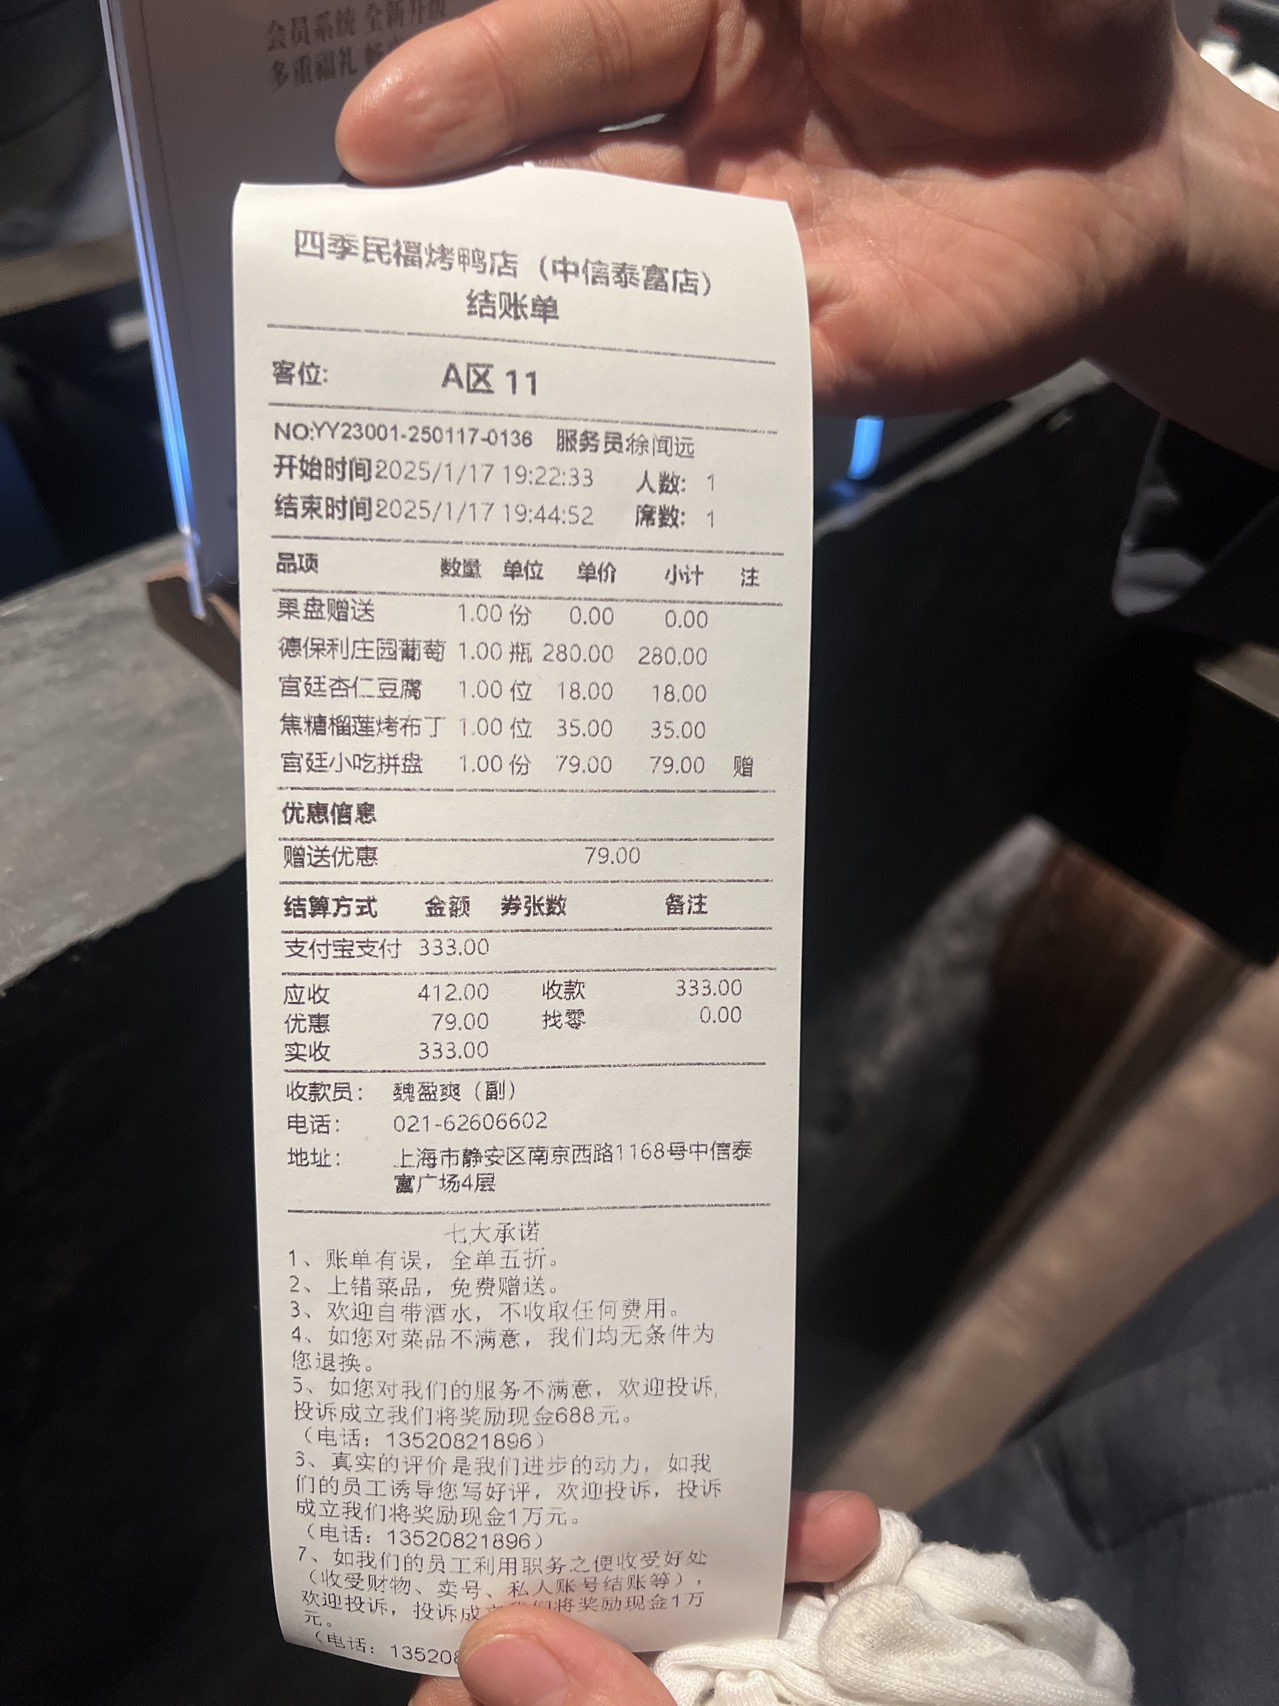 会员系统 全新升级
多重福礼
四季民福烤鸭店（中信泰富店）
结账单
客位: A区 11
NO:YY23001-250117-0136 服务员:徐闻远
开始时间2025/1/17 19:22:33 人数: 1
结束时间2025/1/17 19:44:52 席数: 1
品项 数量 单位 单价 小计 注
果盘赠送 1.00 份 0.00 0.00
德保利庄园葡萄 1.00 瓶 280.00 280.00
宫廷杏仁豆腐 1.00 位 18.00 18.00
焦糖榴莲烤布丁 1.00 位 35.00 35.00
宫廷小吃拼盘 1.00 份 79.00 79.00 赠
优惠信息
赠送优惠 79.00
结算方式 金额 券张数 备注
支付宝支付 333.00
应收 412.00 收款 333.00
优惠 79.00 找零 0.00
实收 333.00
收款员: 魏盈爽（副）
电话: 021-62606602
地址: 上海市静安区南京西路1168号中信泰
富广场4层
七大承诺
1、账单有误，全单五折。
2、上错菜品，免费赠送。
3、欢迎自带酒水，不收取任何费用。
4、如您对菜品不满意，我们均无条件为
您退换。
5、如您对我们的服务不满意，欢迎投诉,
投诉成立我们将奖励现金688元。
（电话: 13520821896）
6、真实的评价是我们进步的动力，如我
们的员工诱导您写好评，欢迎投诉，投诉
成立我们将奖励现金1万元。
（电话: 13520821896）
7、如我们的员工利用职务之便收受好处
（收受财物、卖号、私人账号结账等），
欢迎投诉，投诉成立我们将奖励现金1万
元。
（电话: 135208